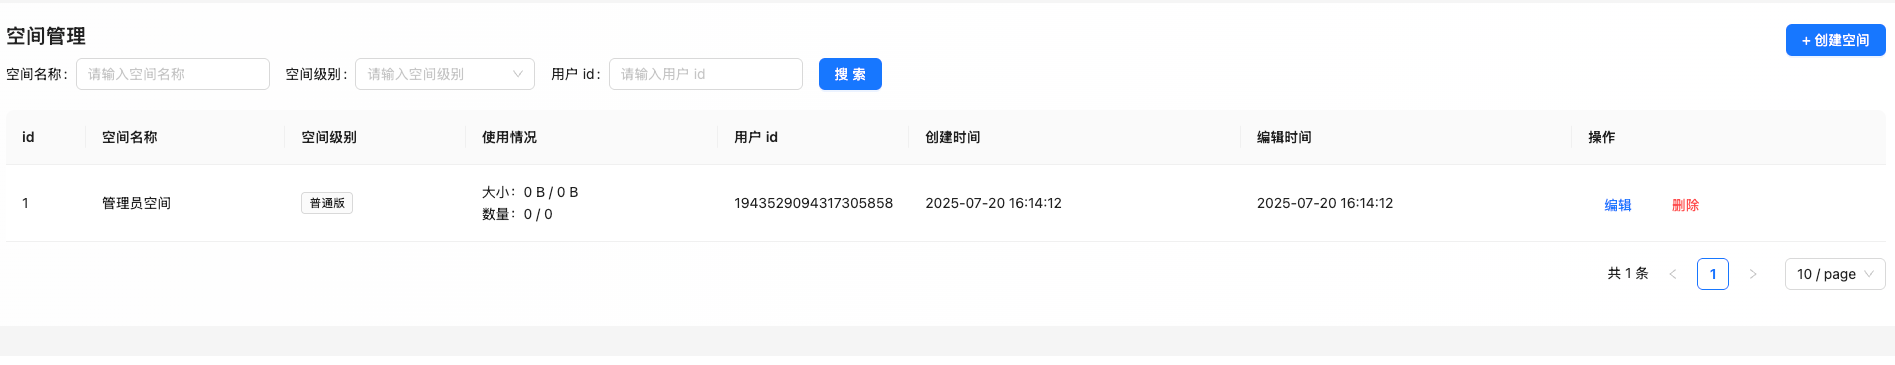 空间管理
+ 创建空间
空间名称: 请输入空间名称 空间级别: 请输入空间级别 用户 id: 请输入用户 id 搜 索
id 空间名称 空间级别 使用情况 用户 id 创建时间 编辑时间 操作
1 管理员空间 普通版 大小: 0 B / 0 B 1943529094317305858 2025-07-20 16:14:12 2025-07-20 16:14:12 编辑 删除
数量: 0 / 0
共 1 条 < 1 > 10 / page